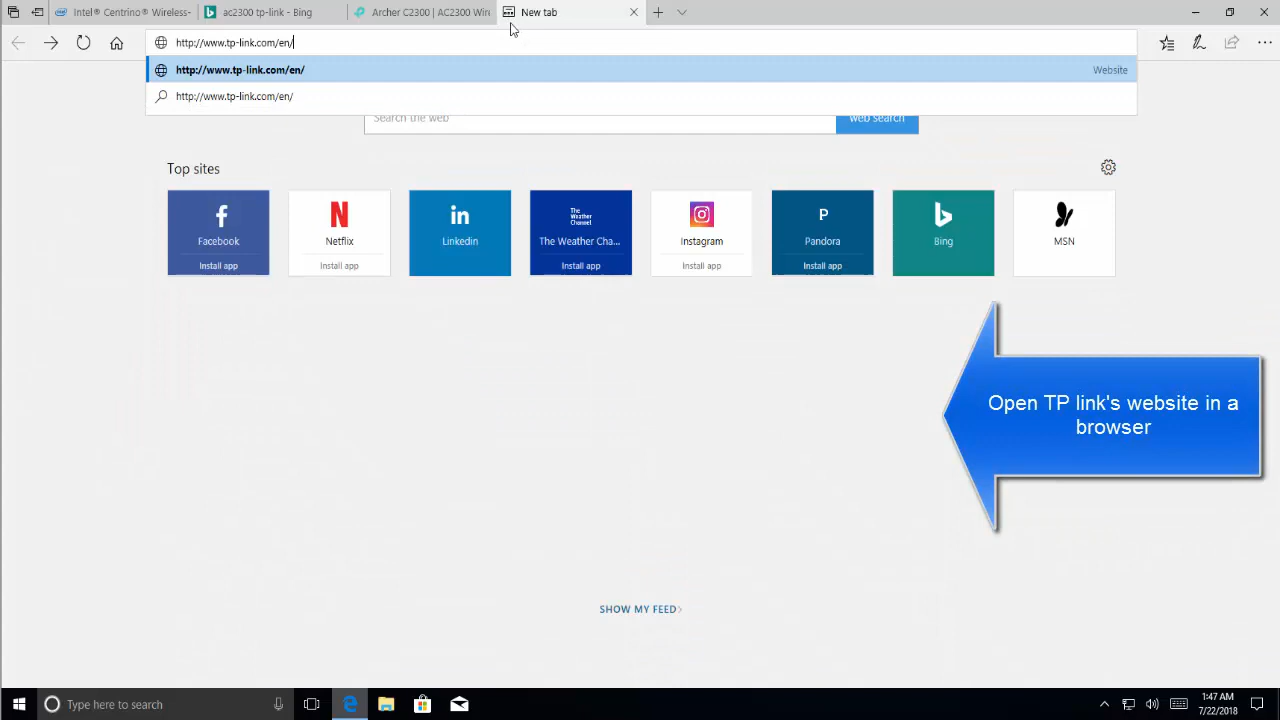 Intel® Centrino® Wireless-
ac2300 tp-link - Bing
Archer C2300 | AC2300 Wire
New tab
http://www.tp-link.com/en/
http://www.tp-link.com/en/
Website
http://www.tp-link.com/en/
Search the web
web search
Top sites
Facebook
Install app
Netflix
Install app
Linkedin
The Weather Channel
The Weather Cha...
Install app
Instagram
Install app
P
Pandora
Install app
Bing
MSN
Open TP link's website in a
browser
SHOW MY FEED
Type here to search
1:47 AM
7/22/2018